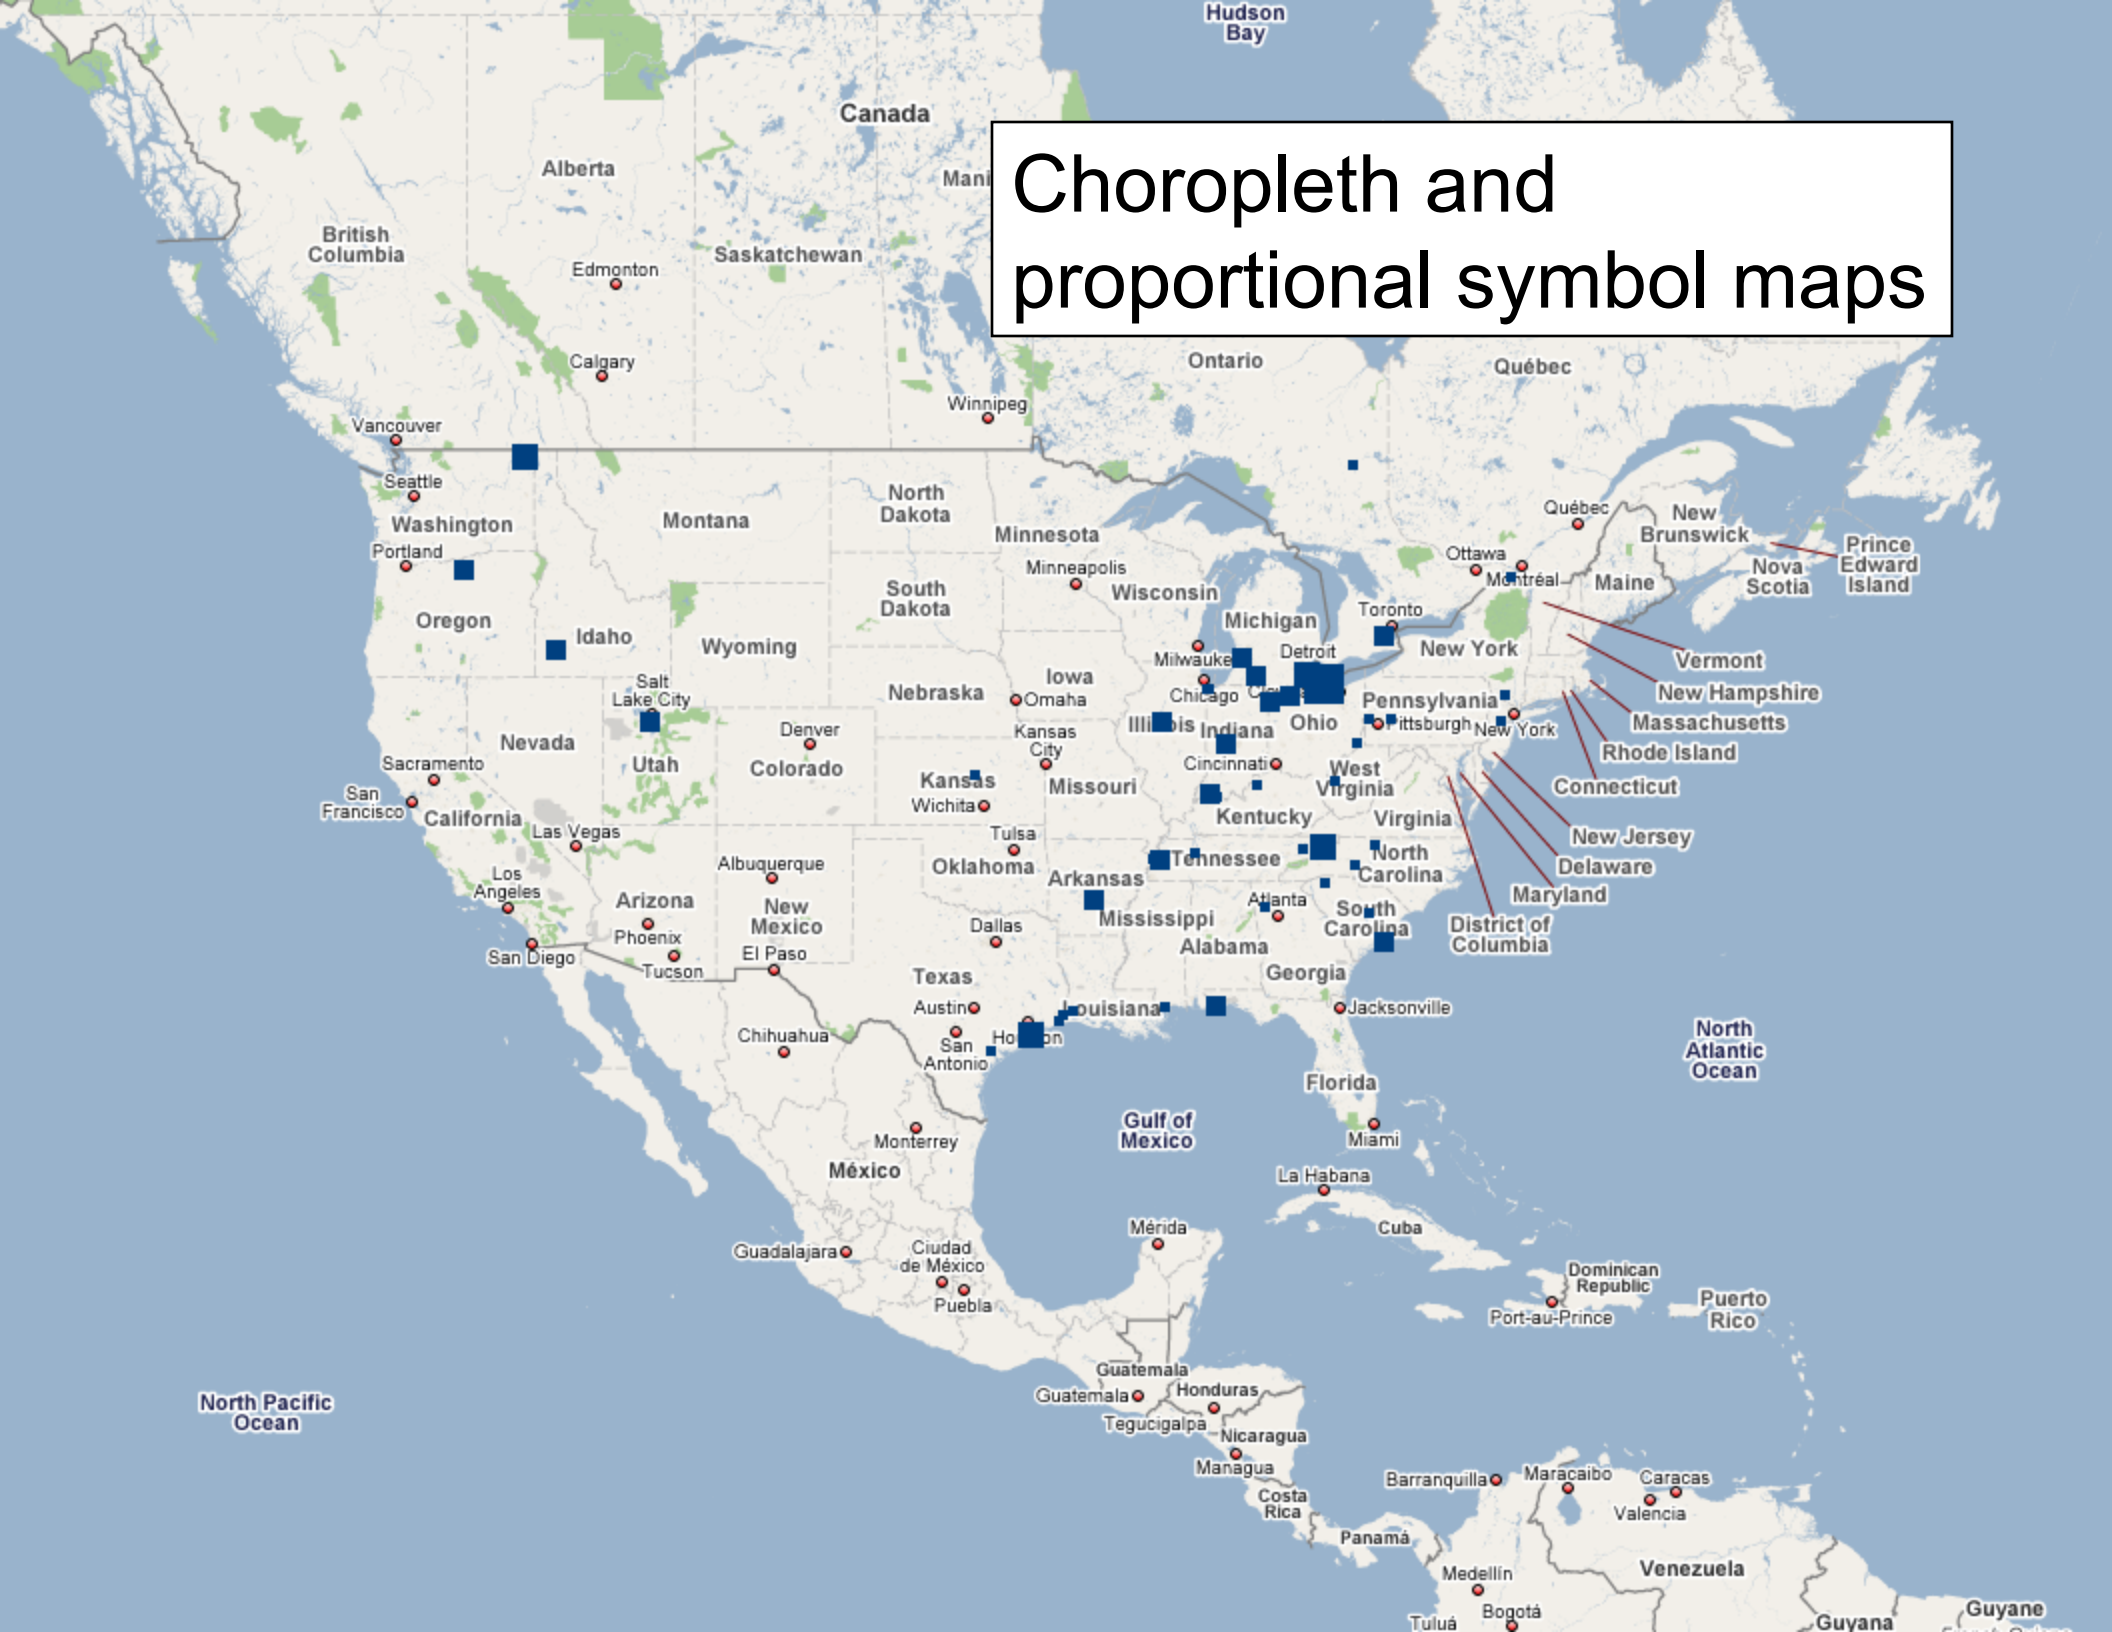 Hudson
Bay
Canada
Choropleth and
proportional symbol maps
Alberta
Mani
British
Columbia
Saskatchewan
Edmonton
Calgary
Ontario
Québec
Winnipeg
Vancouver
Seattle
North
Dakota
Québec
New
Brunswick
Washington
Montana
Minnesota
Portland
Ottawa
Prince
Edward
Island
Minneapolis
Montréal
Nova
Scotia
Maine
South
Dakota
Wisconsin
Oregon
Michigan
Toronto
Idaho
Wyoming
Milwauke
Detroit
New York
Vermont
Salt
Lake City
Iowa
Nebraska
Omaha
Chicago
Pennsylvania
New Hampshire
Massachusetts
Nevada
Denver
Kansas
City
Indiana
Ohio
Pittsburgh
New York
Rhode Island
Sacramento
Utah
Colorado
Kansas
Missouri
Cincinnati
West
Virginia
Connecticut
San
Francisco
California
Wichita
Kentucky
Virginia
Las Vegas
Tulsa
New Jersey
Albuquerque
Oklahoma
Tennessee
North
Carolina
Delaware
Los
Angeles
Arkansas
Maryland
Arizona
New
Mexico
Atlanta
South
Carolina
Phoenix
Dallas
Mississippi
District of
Columbia
San Diego
Tucson
El Paso
Alabama
Texas
Georgia
Austin
Louisiana
Jacksonville
Chihuahua
San
Antonio
North
Atlantic
Ocean
Florida
Gulf of
Mexico
Monterrey
Miami
México
La Habana
Mérida
Cuba
Guadalajara
Ciudad
de México
Dominican
Republic
Puebla
Port-au-Prince
Puerto
Rico
Guatemala
Guatemala
Honduras
North Pacific
Ocean
Tegucigalpa
Nicaragua
Managua
Barranquilla
Maracaibo
Caracas
Costa
Rica
Valencia
Panamá
Medellín
Venezuela
Tuluá
Bogotá
Guyana
Guyane